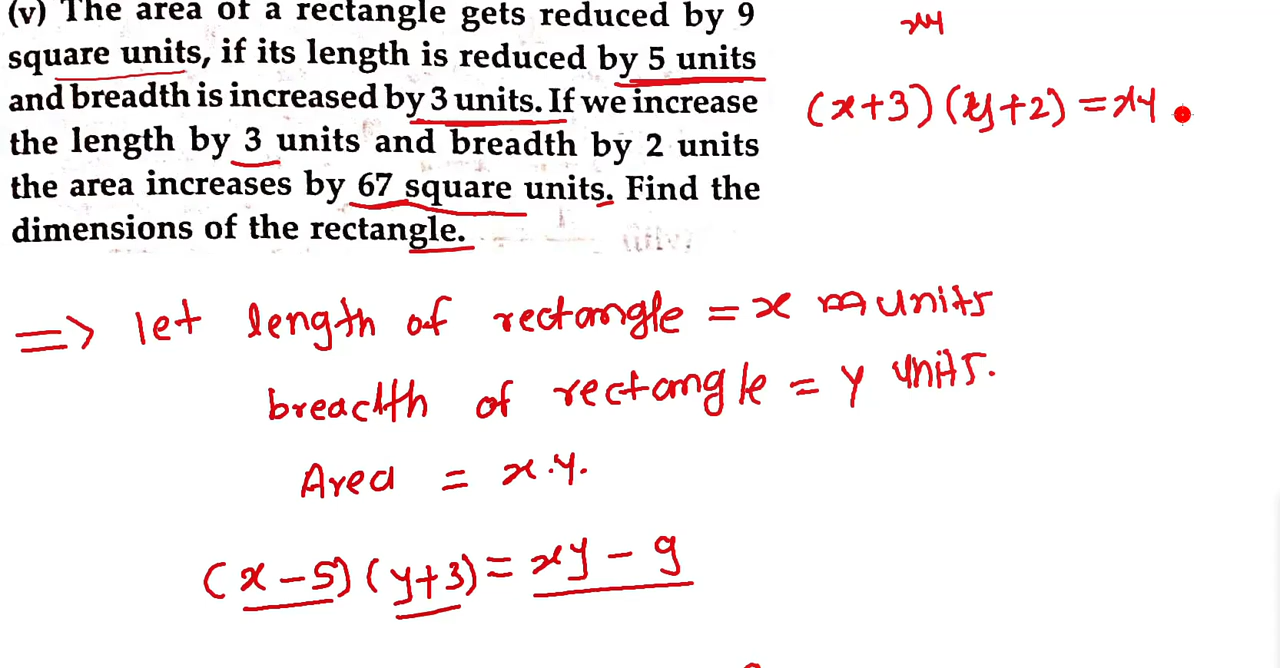 (v) The area of a rectangle gets reduced by 9
square units, if its length is reduced by 5 units
and breadth is increased by 3 units. If we increase
the length by 3 units and breadth by 2 units
the area increases by 67 square units. Find the
dimensions of the rectangle.
xy
(x+3) (y+2) = xy
=> let length of rectangle = x units
breadth of rectangle = y units.
Area = x.y.
(x-5) (y+3) = xy - 9